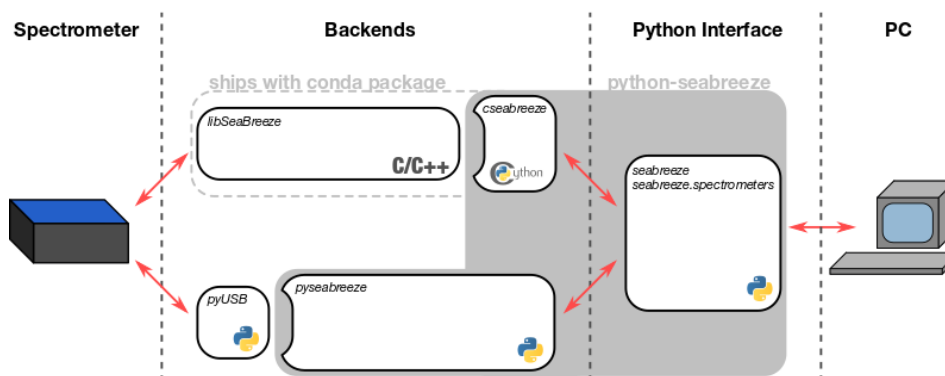 Spectrometer
Backends
Python Interface
PC
ships with conda package
python-seabreeze
libSeaBreeze
C/C++
cseabreeze
Cython
seabreeze
seabreeze.spectrometers
pyUSB
pyseabreeze